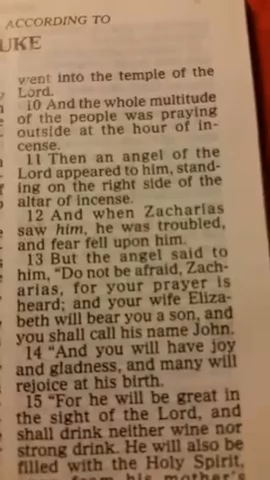 ACCORDING TO
UKE
went into the temple of the
Lord.
10 And the whole multitude
of the people was praying
outside at the hour of in-
cense.
11 Then an angel of the
Lord appeared to him, stand-
ing on the right side of the
altar of incense.
12 And when Zacharias
saw him, he was troubled,
and fear fell upon him.
13 But the angel said to
him, "Do not be afraid, Zach-
arias, for your prayer is
heard; and your wife Eliza-
beth will bear you a son, and
you shall call his name John.
14 "And you will have joy
and gladness, and many will
rejoice at his birth.
15 "For he will be great in
the sight of the Lord, and
shall drink neither wine nor
strong drink. He will also be
filled with the Holy Spirit,
from his mother's